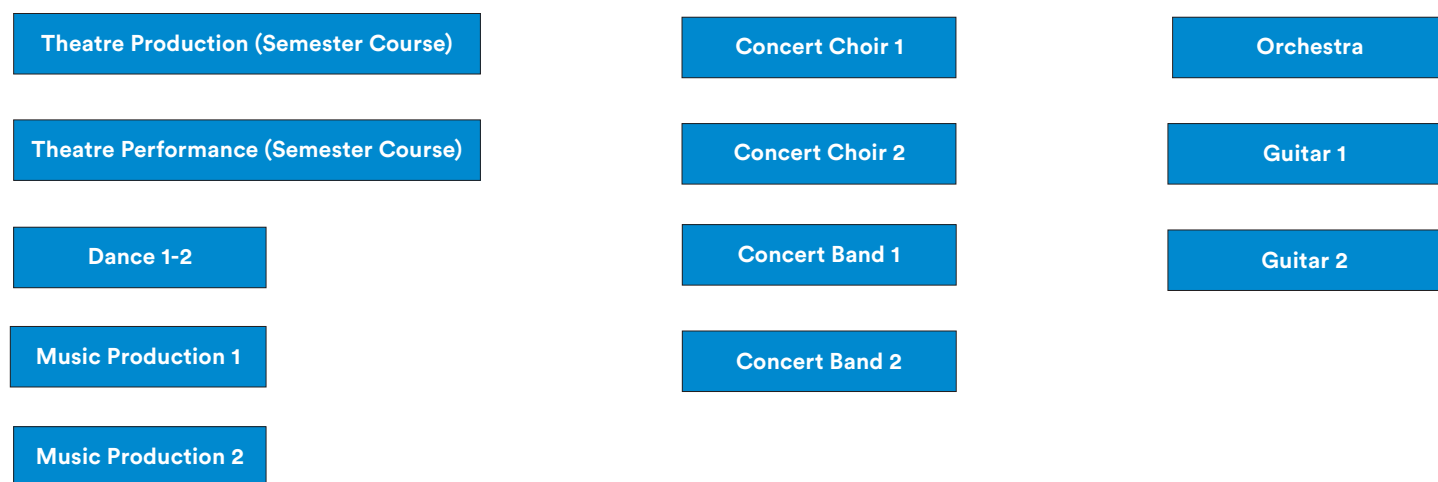 Theatre Production (Semester Course)
Theatre Performance (Semester Course)
Dance 1-2
Music Production 1
Music Production 2
Concert Choir 1
Concert Choir 2
Concert Band 1
Concert Band 2
Orchestra
Guitar 1
Guitar 2